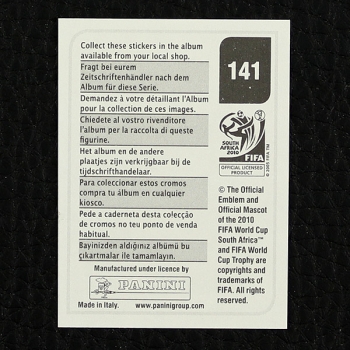 Collect these stickers in the album
available from your local shop.
Fragt bei eurem
Zeitschriftenhändler nach dem
Album für diese Serie.
Demandez à votre détaillant l'Album
pour la collection de ces images.
Chiedete al vostro rivenditore
l'album per la raccolta di queste
figurine.
Het album en de andere
plaatjes zijn verkrijgbaar bij de
tijdschrifthandelaar.
Para coleccionar estos cromos
compra tu álbum en cualquier
kiosco.
Pede a caderneta desta colecção
de cromos no teu ponto de venda
habitual.
Bayinizden aldığınız albümü bu
çıkartmalar ile tamamlayın.
Manufactured under licence by
PANINI
Made in Italy. www.paninigroup.com
141
SOUTH AFRICA
2010
FIFA
© 2005 FIFA TM
OFFICIAL LICENSED
PRODUCT
© The Official
Emblem and Official
Mascot of the 2010
FIFA World Cup
South Africa™
and FIFA World
Cup Trophy are
copyrights and
trademarks of
FIFA. All rights
reserved.